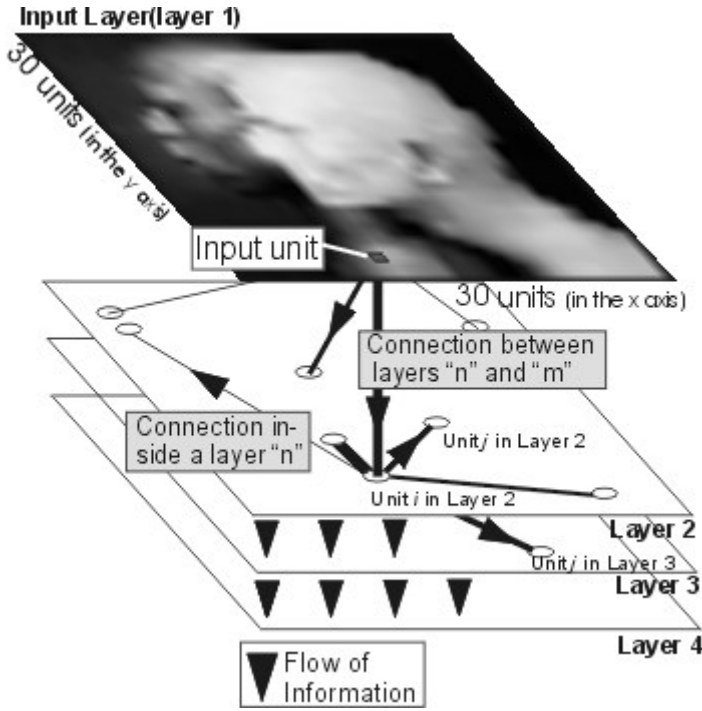 Input Layer(layer 1)
30 units (in the Y axis)
Input unit
30 units (in the x axis)
Connection between
layers “n” and “m”
Connection in-
side a layer “n”
Unit j in Layer 2
Unit i in Layer 2
Layer 2
Unit j in Layer 3
Layer 3
Layer 4
Flow of
Information